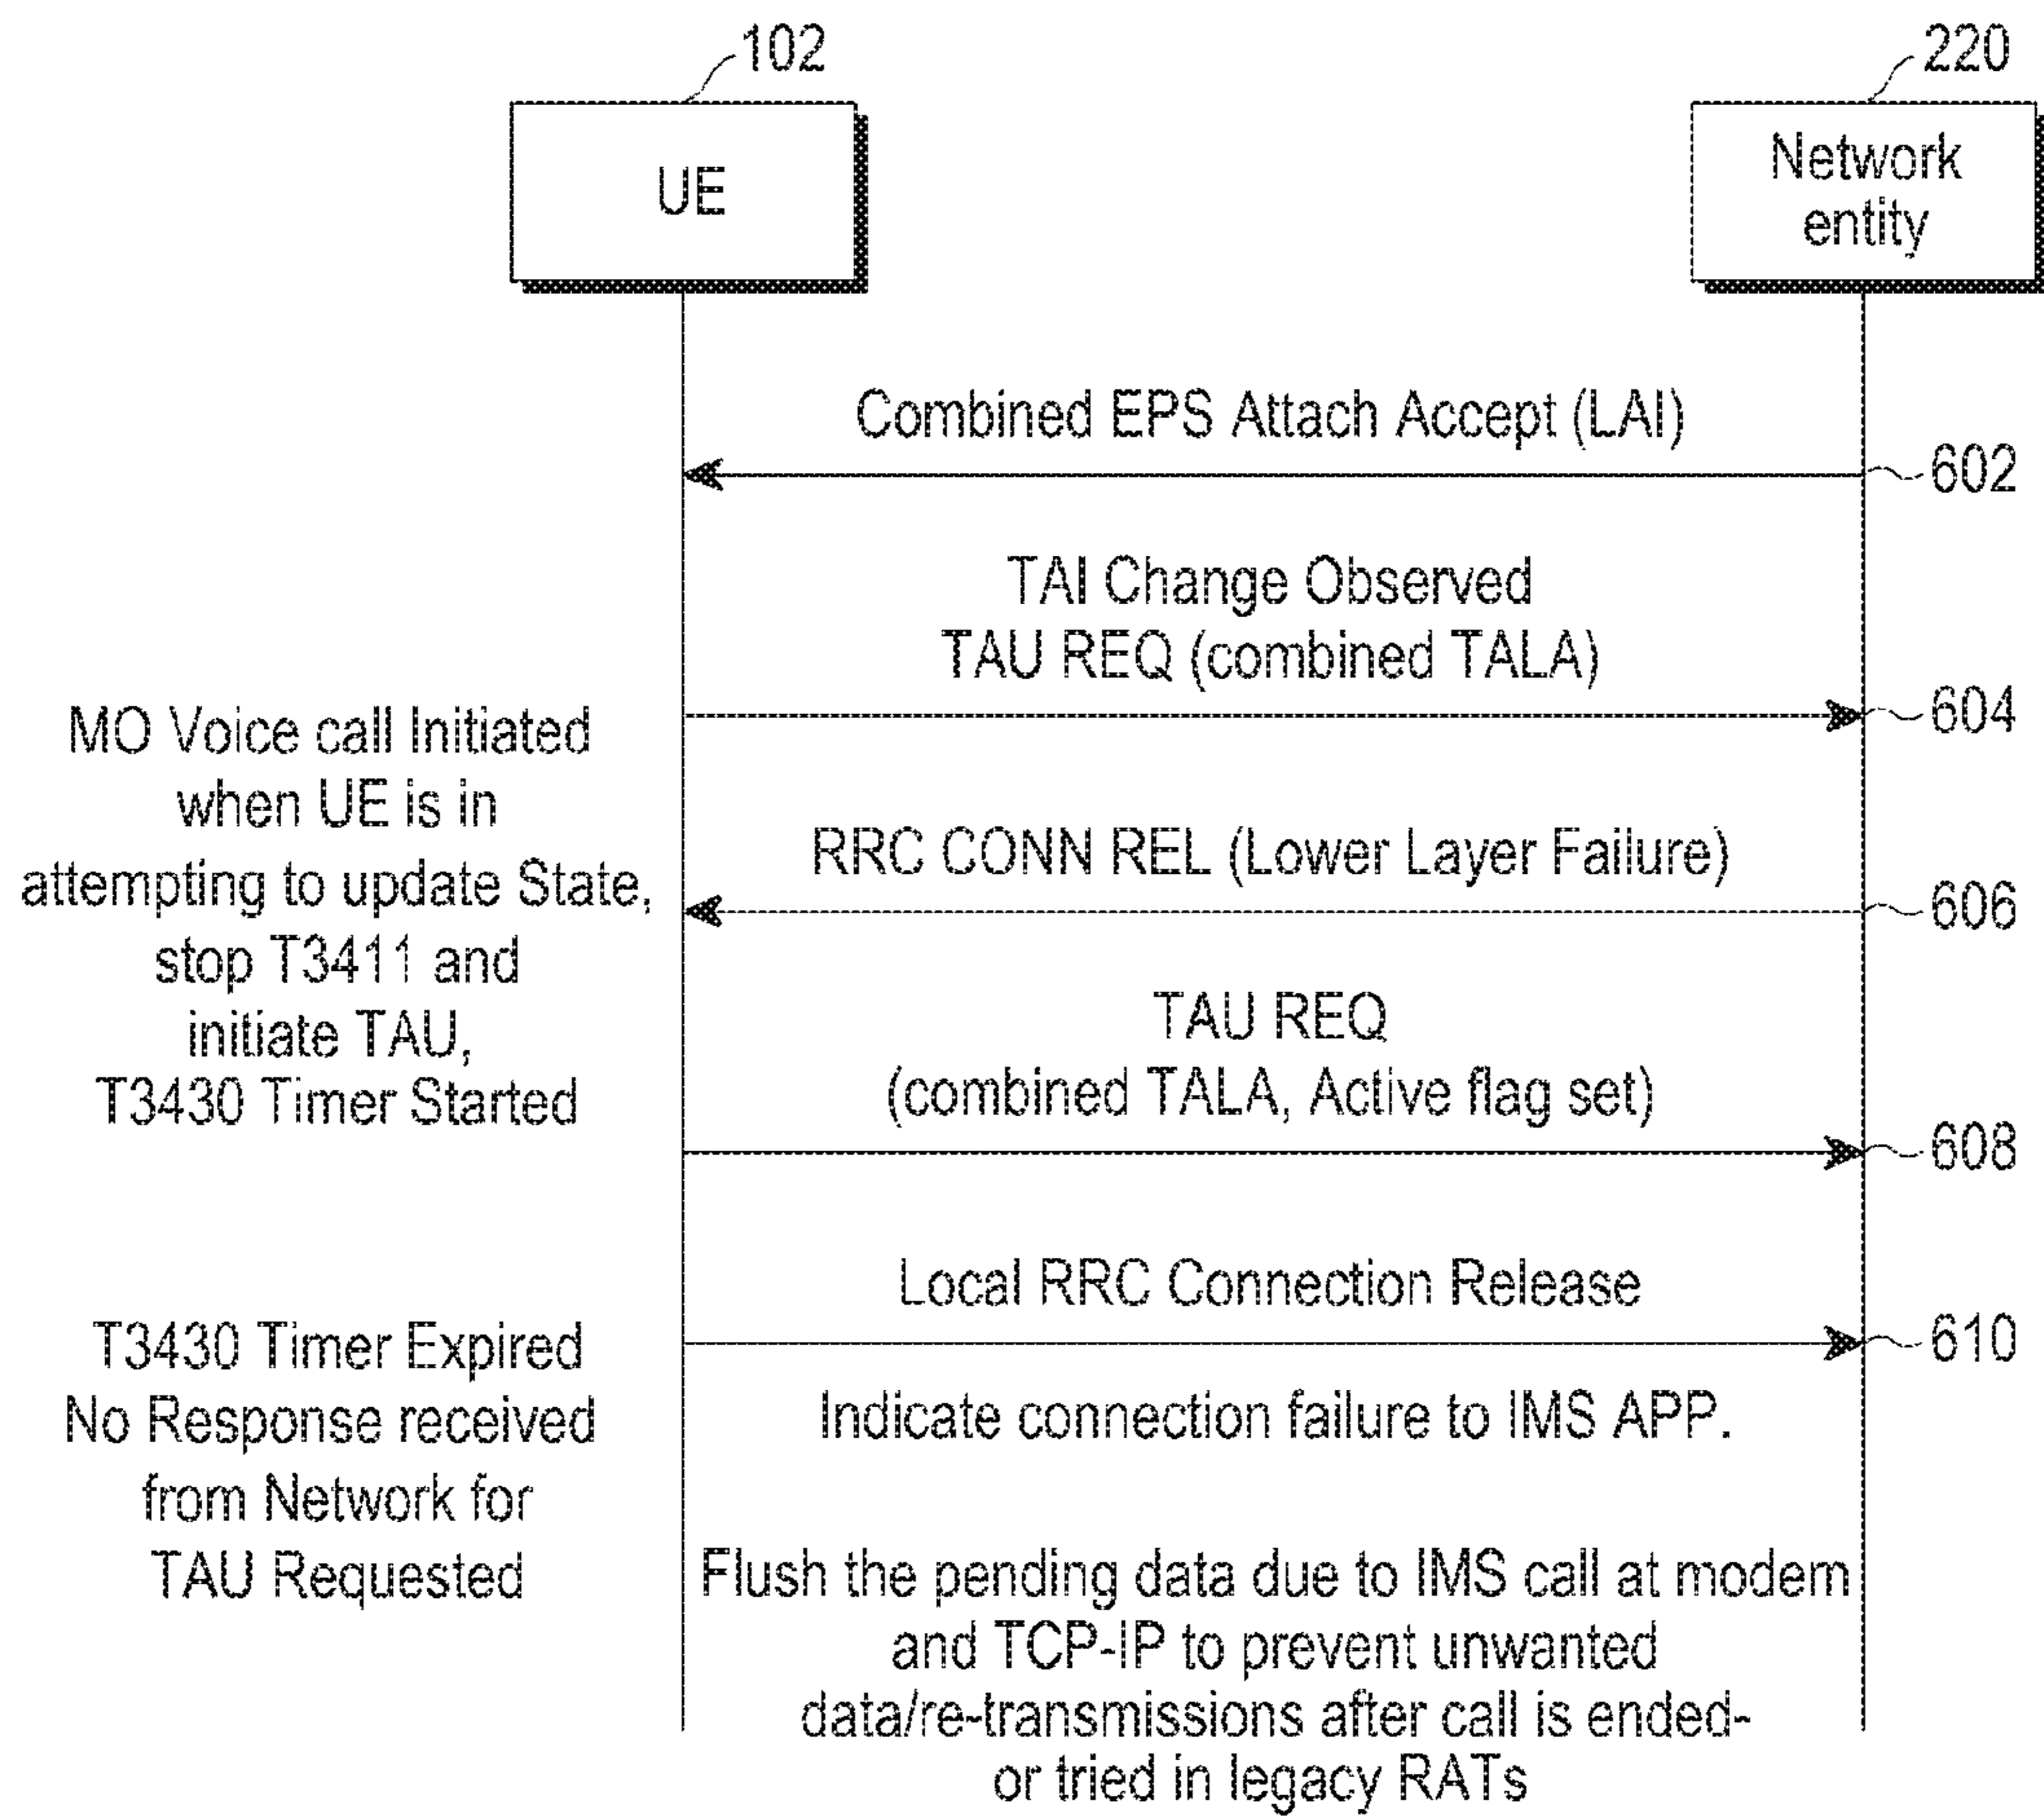 102
220
UE
Network
entity
Combined EPS Attach Accept (LAI)
602
TAI Change Observed
TAU REQ (combined TALA)
604
MO Voice call Initiated
when UE is in
attempting to update State,
stop T3411 and
initiate TAU,
T3430 Timer Started
RRC CONN REL (Lower Layer Failure)
606
TAU REQ
(combined TALA, Active flag set)
608
Local RRC Connection Release
610
T3430 Timer Expired
No Response received
from Network for
TAU Requested
Indicate connection failure to IMS APP.
Flush the pending data due to IMS call at modem
and TCP-IP to prevent unwanted
data/re-transmissions after call is ended-
or tried in legacy RATs